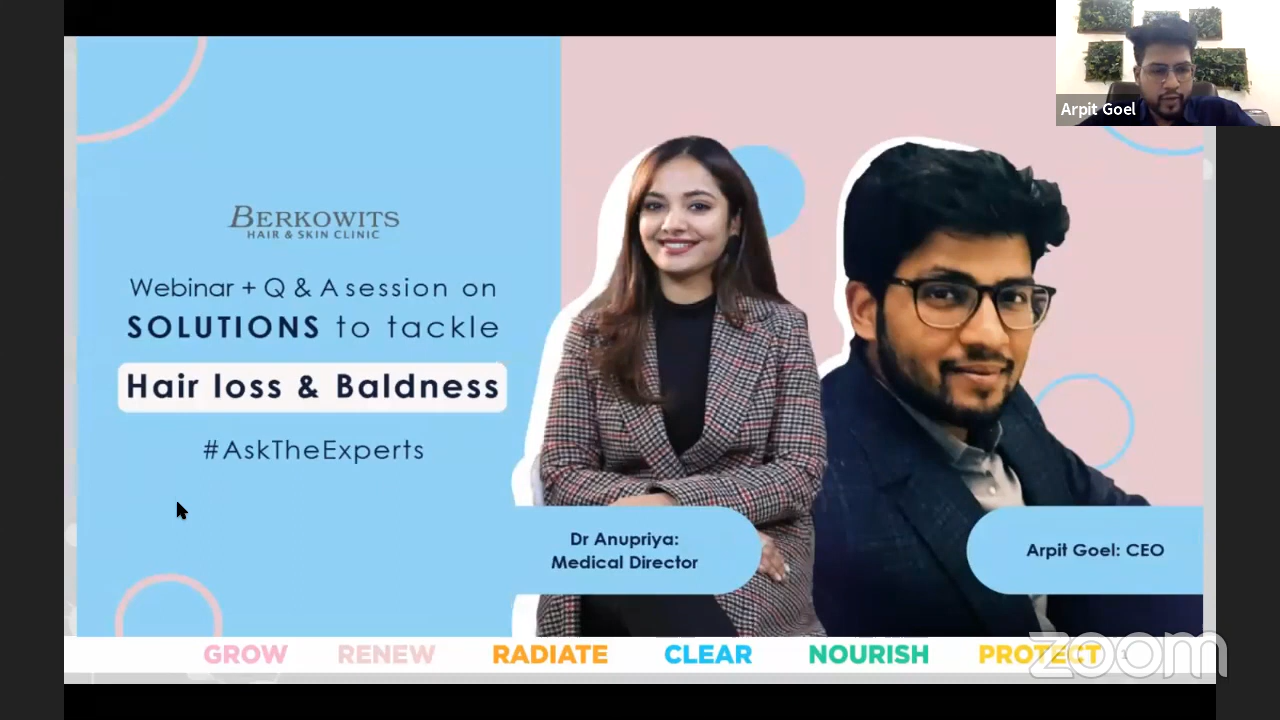 Arpit Goel
BERKOWITS
HAIR & SKIN CLINIC
Webinar + Q & A session on
SOLUTIONS to tackle
Hair loss & Baldness
#AskTheExperts
Dr Anupriya:
Medical Director
Arpit Goel: CEO
GROW RENEW RADIATE CLEAR NOURISH PROTECT
zoom